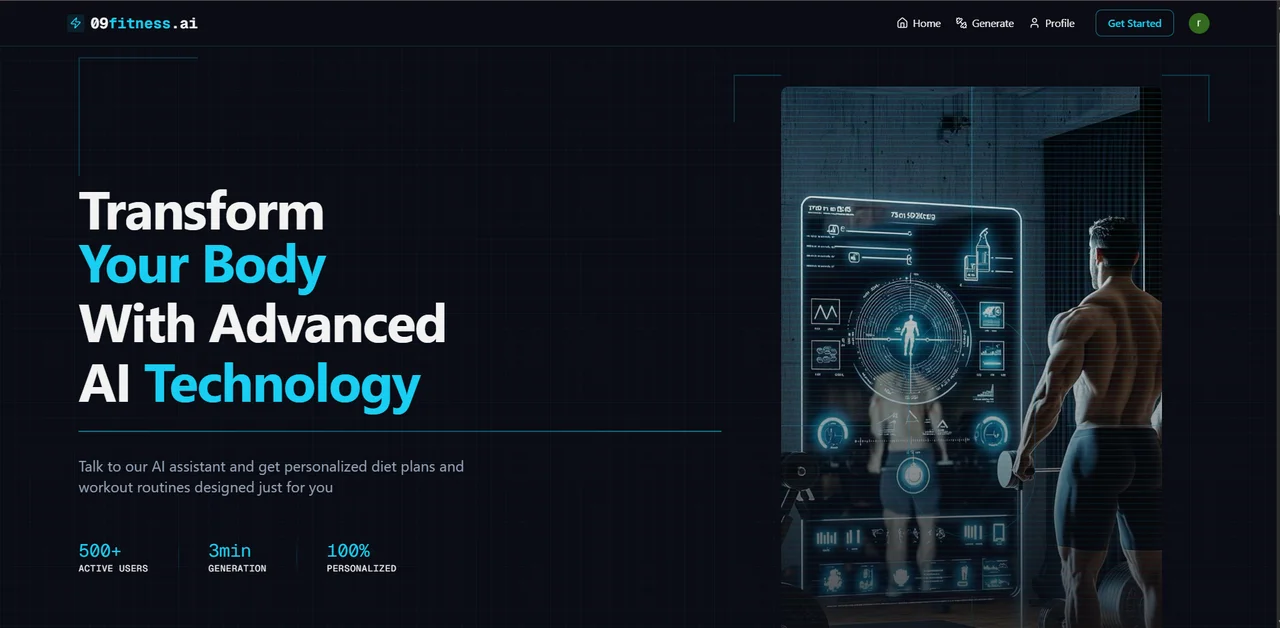 09fitness.ai
Home
Generate
Profile
Get Started
r
Transform
Your Body
With Advanced
AI Technology
Talk to our AI assistant and get personalized diet plans and
workout routines designed just for you
500+
3min
100%
ACTIVE USERS
GENERATION
PERSONALIZED